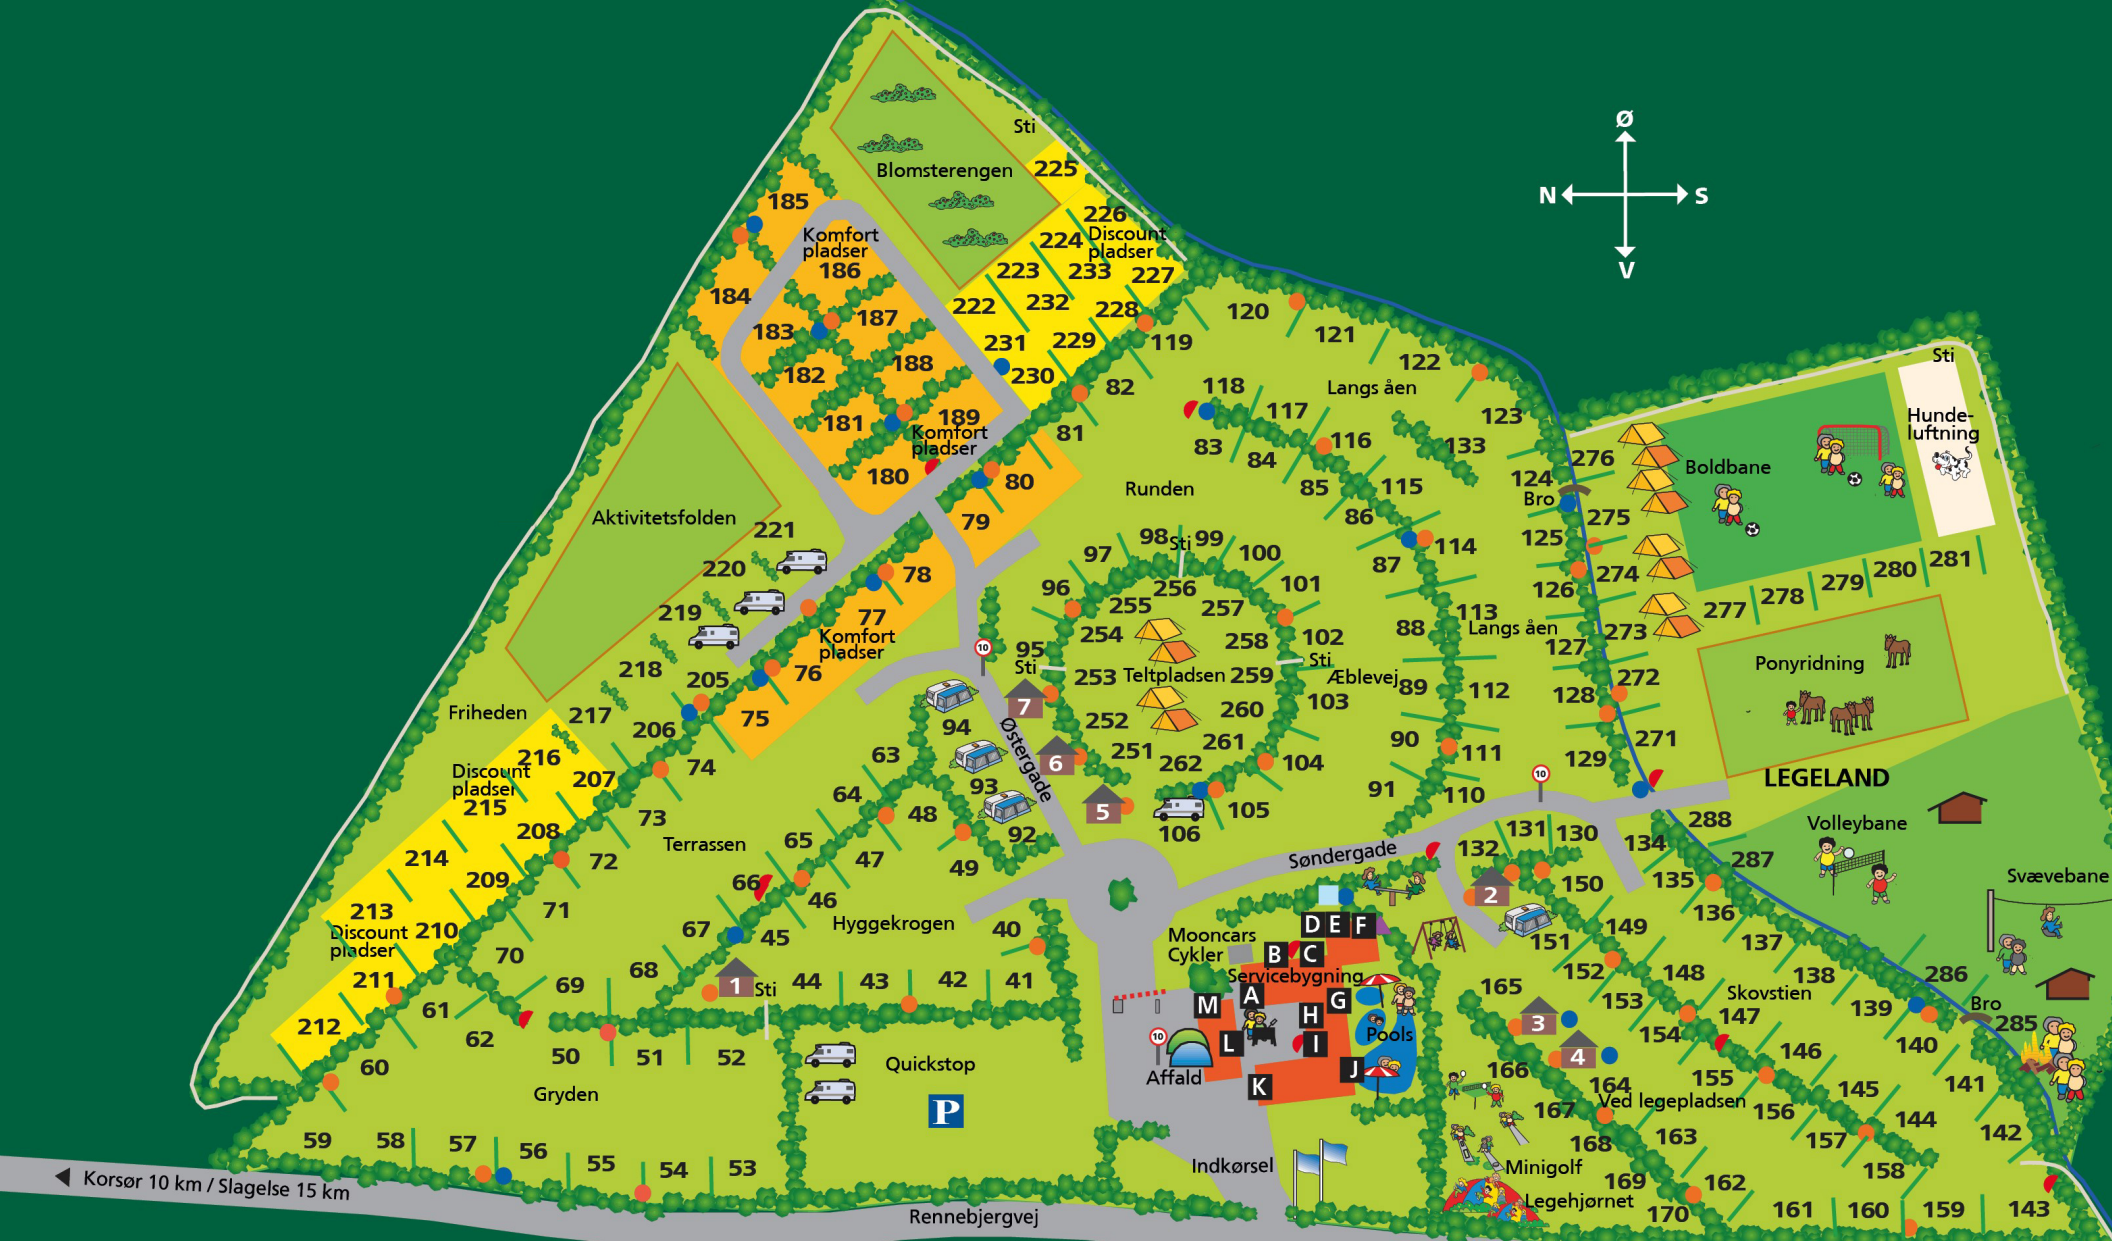 Sti
Ø
N
S
V
Blomsterengen
225
185
Komfort
pladser
186
226
224
Discount
pladser
223
233
227
184
222
232
228
183
187
231
229
119
120
121
122
182
188
230
82
118
Langs åen
181
189
Komfort
pladser
81
117
123
180
80
83
116
133
84
Sti
Hunde-
luftning
276
Boldbane
124
Bro
Aktivitetsfolden
221
79
Runden
85
115
86
275
125
220
78
97
98
Sti
99
100
114
87
274
126
281
280
279
278
277
219
77
Komfort
pladser
96
255
256
257
101
113
Langs åen
273
127
10
254
258
102
88
218
205
76
95
Sti
253
Teltpladsen
259
Sti
Æblevej
89
112
272
128
Ponyridning
Friheden
217
206
75
7
252
260
103
271
94
Østergade
251
261
90
111
129
216
Discount
pladser
215
207
74
63
6
262
104
LEGELAND
93
64
48
5
105
91
110
10
208
73
92
106
131
130
288
Volleybane
Terrassen
65
47
49
132
134
287
214
72
Søndergade
209
66
46
2
150
135
Svævebane
213
71
Hyggekrogen
40
D
E
F
136
Discount
pladser
210
67
45
Mooncars
Cykler
B
C
149
151
137
70
Servicebygning
152
148
138
286
211
69
68
1
Sti
44
43
42
41
M
A
G
165
153
Skovstien
139
Bro
212
61
62
H
3
147
285
50
51
52
10
L
I
Pools
154
140
4
146
60
Quickstop
Affald
J
166
164
155
145
141
Gryden
P
K
Ved legepladsen
167
156
144
59
58
57
56
55
54
53
168
163
157
142
Indkørsel
Minigolf
169
158
Legehjørnet
162
170
161
160
159
143
Korsør 10 km / Slagelse 15 km
Rennebjergvej